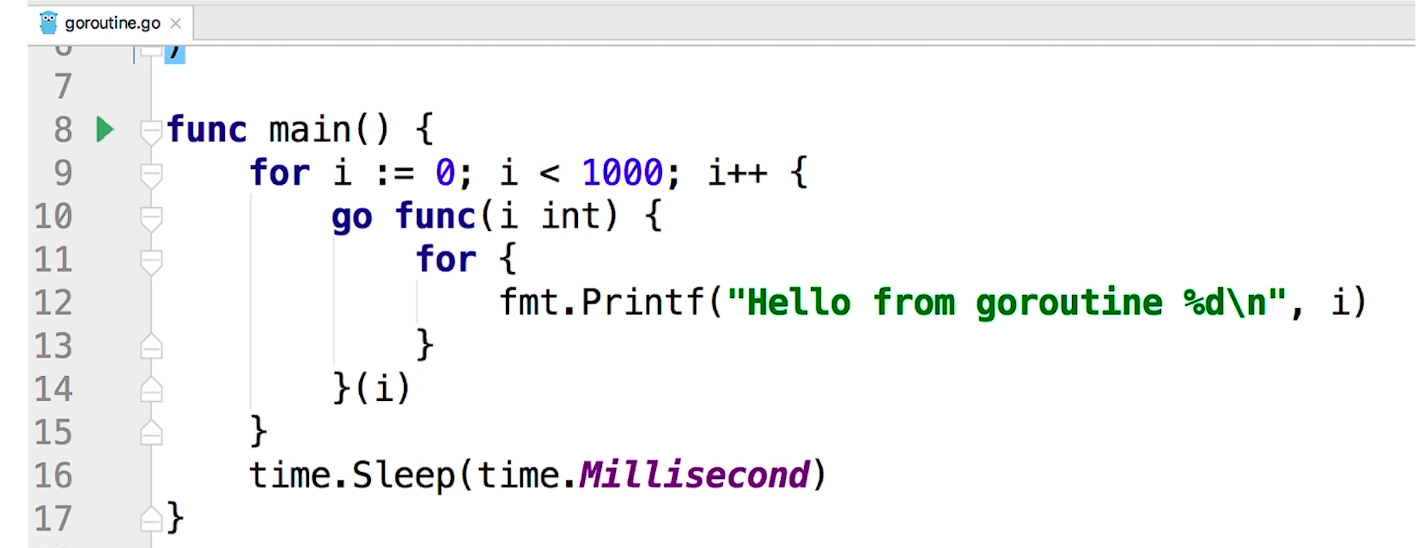 goroutine.go
6 )
7
8 func main() {
9 for i := 0; i < 1000; i++ {
10 go func(i int) {
11 for {
12 fmt.Printf("Hello from goroutine %d\n", i)
13 }
14 }(i)
15 }
16 time.Sleep(time.Millisecond)
17 }